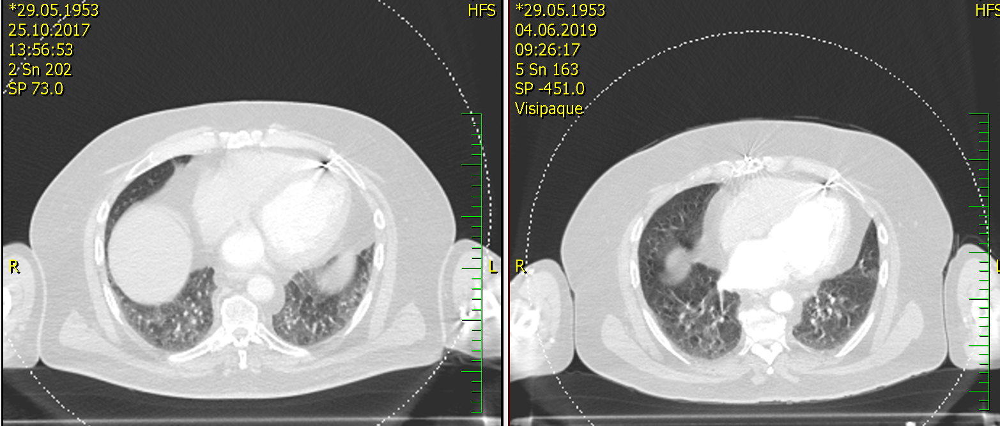 *29.05.1953
25.10.2017
13:56:53
2 Sn 202
SP 73.0
HFS
R
L
*29.05.1953
04.06.2019
09:26:17
5 Sn 163
SP -451.0
Visipaque
HFS
R
L